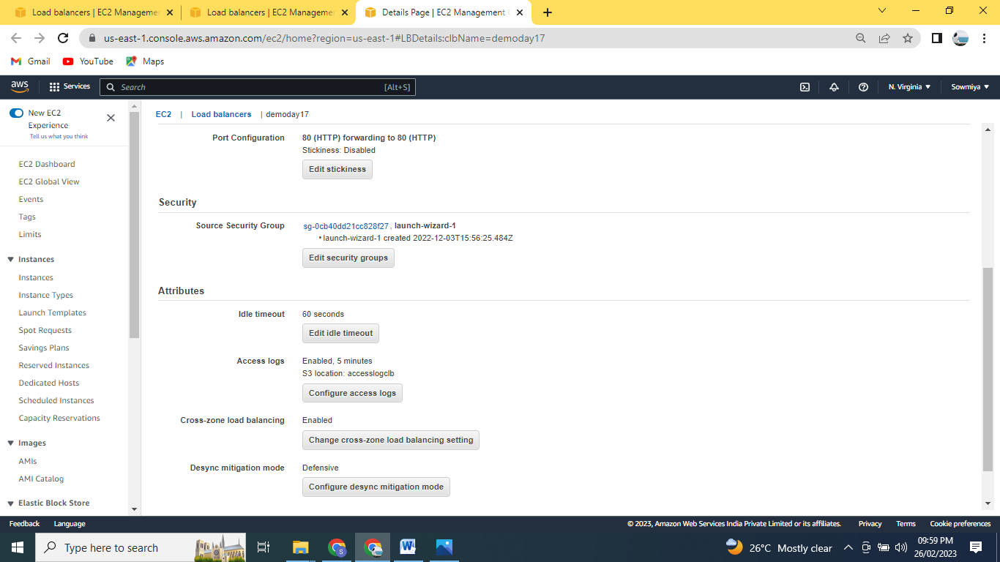 Load balancers | EC2 Manageme
Load balancers | EC2 Manageme
Details Page | EC2 Management
us-east-1.console.aws.amazon.com/ec2/home?region=us-east-1#LBDetails:clbName=demoday17
Gmail
YouTube
Maps
aws
Services
Search
[Alt+S]
N. Virginia
Sowmiya
New EC2
Experience
Tell us what you think
EC2 Dashboard
EC2 Global View
Events
Tags
Limits
Instances
Instances
Instance Types
Launch Templates
Spot Requests
Savings Plans
Reserved Instances
Dedicated Hosts
Scheduled Instances
Capacity Reservations
Images
AMIs
AMI Catalog
Elastic Block Store
EC2 | Load balancers | demoday17
Port Configuration
80 (HTTP) forwarding to 80 (HTTP)
Stickiness: Disabled
Edit stickiness
Security
Source Security Group
sg-0cb40dd21cc828f27, launch-wizard-1
• launch-wizard-1 created 2022-12-03T15:56:25.484Z
Edit security groups
Attributes
Idle timeout
60 seconds
Edit idle timeout
Access logs
Enabled, 5 minutes
S3 location: accesslogclb
Configure access logs
Cross-zone load balancing
Enabled
Change cross-zone load balancing setting
Desync mitigation mode
Defensive
Configure desync mitigation mode
Feedback
Language
© 2023, Amazon Web Services India Private Limited or its affiliates.
Privacy
Terms
Cookie preferences
Type here to search
S
W
26°C Mostly clear
09:59 PM
26/02/2023